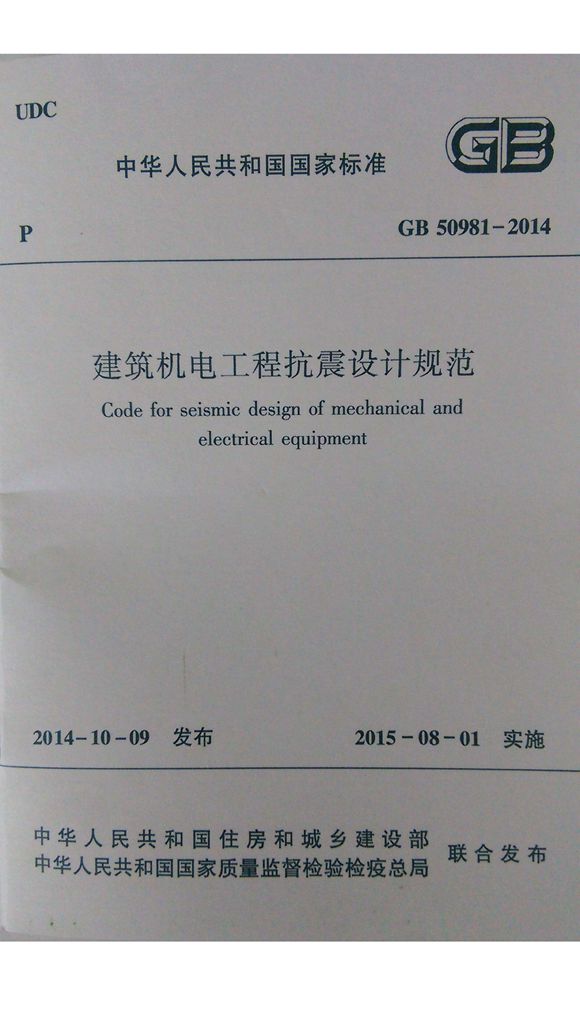 UDC
GB
中华人民共和国国家标准
P
GB 50981-2014
建筑机电工程抗震设计规范
Code for seismic design of mechanical and
electrical equipment
2014-10-09 发布
2015-08-01 实施
中华人民共和国住房和城乡建设部
中华人民共和国国家质量监督检验检疫总局
联合发布